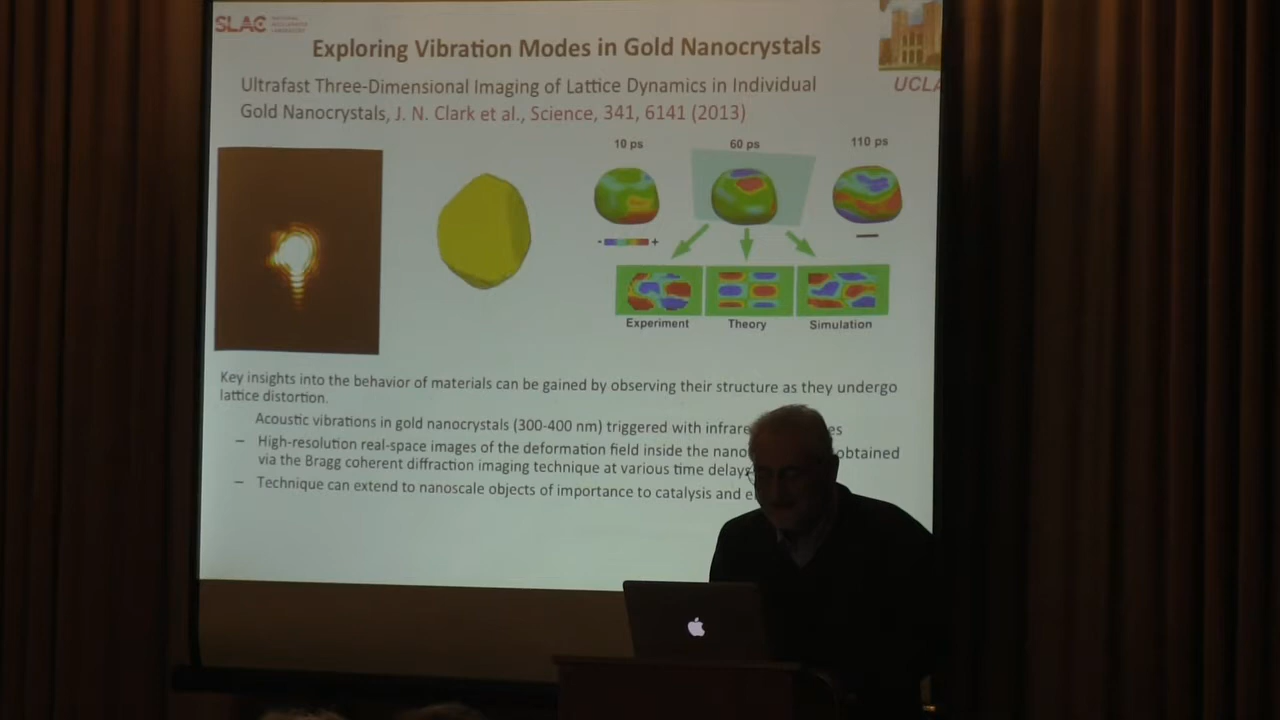 SLAC NATIONAL ACCELERATOR LABORATORY
Exploring Vibration Modes in Gold Nanocrystals
UCLA
Ultrafast Three-Dimensional Imaging of Lattice Dynamics in Individual
Gold Nanocrystals, J. N. Clark et al., Science, 341, 6141 (2013)
10 ps
60 ps
110 ps
- +
Experiment
Theory
Simulation
Key insights into the behavior of materials can be gained by observing their structure as they undergo
lattice distortion.
Acoustic vibrations in gold nanocrystals (300-400 nm) triggered with
– High-resolution real-space images of the deformation field inside the obtained
via the Bragg coherent diffraction imaging technique at various time delays
– Technique can extend to nanoscale objects of importance to catalysis and